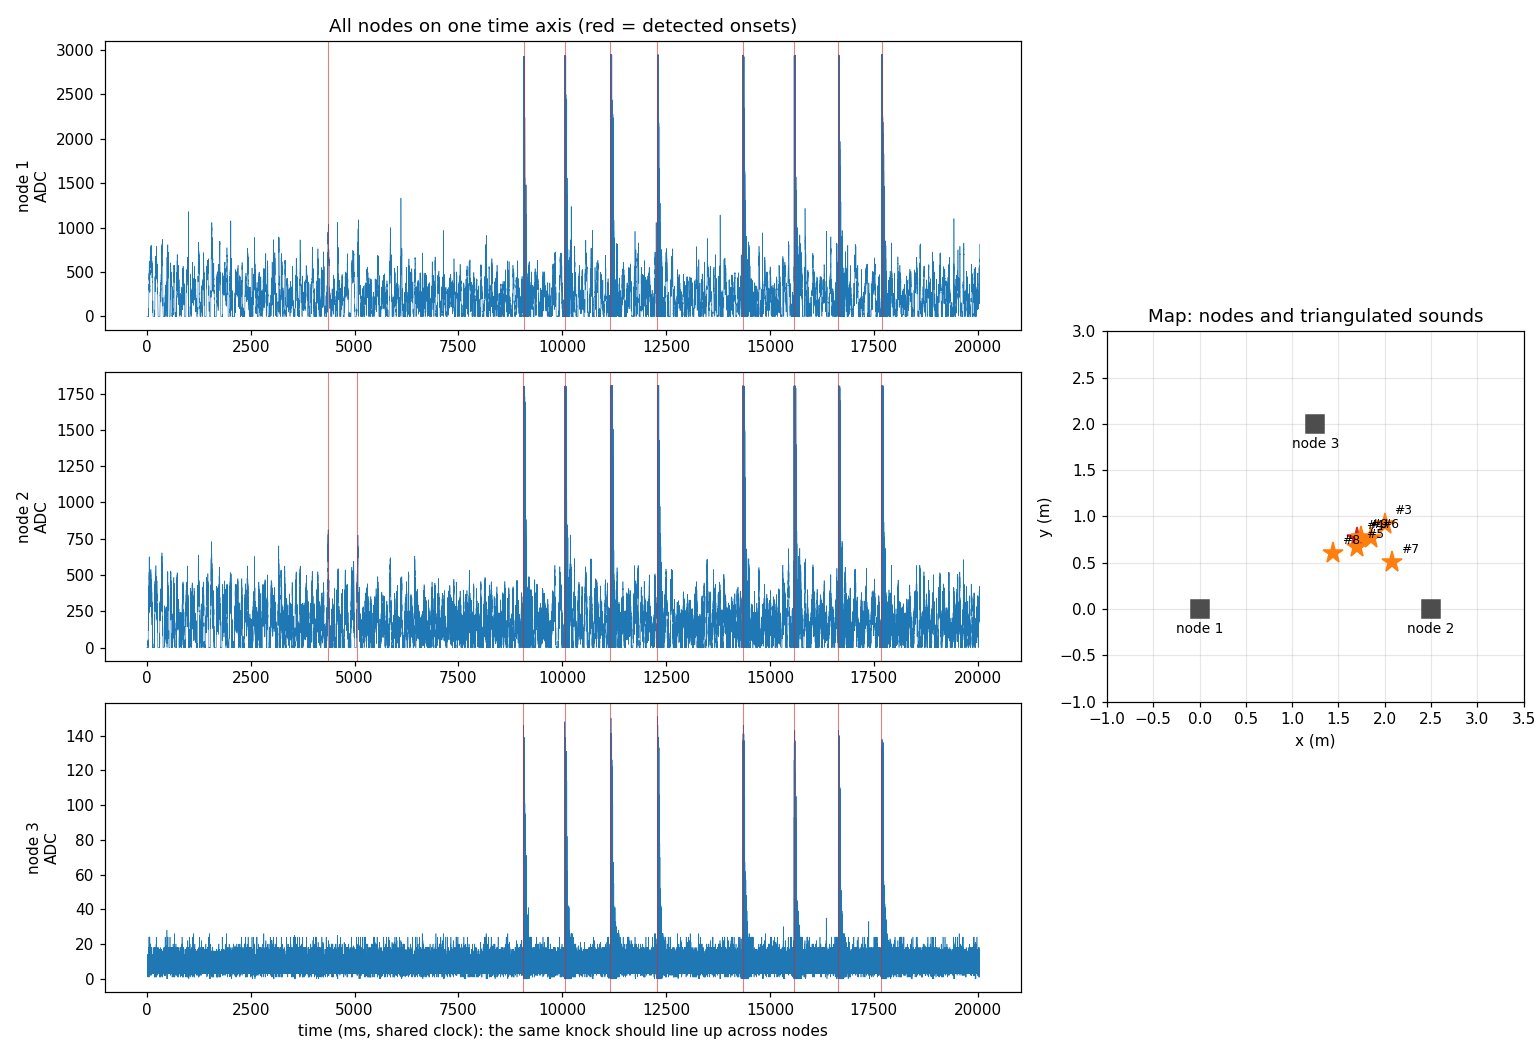 All nodes on one time axis (red = detected onsets)
node 1
ADC
3000
2500
2000
1500
1000
500
0
0 2500 5000 7500 10000 12500 15000 17500 20000
node 2
ADC
1750
1500
1250
1000
750
500
250
0
0 2500 5000 7500 10000 12500 15000 17500 20000
node 3
ADC
140
120
100
80
60
40
20
0
0 2500 5000 7500 10000 12500 15000 17500 20000
time (ms, shared clock): the same knock should line up across nodes
Map: nodes and triangulated sounds
y (m)
3.0
2.5
2.0
1.5
1.0
0.5
0.0
−0.5
−1.0
node 3
#3
#6
#5
#8
#7
node 1
node 2
−1.0 −0.5 0.0 0.5 1.0 1.5 2.0 2.5 3.0 3.5
x (m)